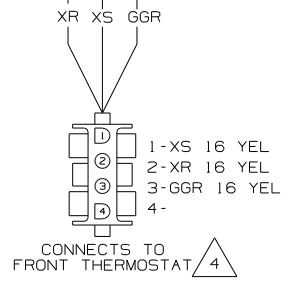 XR XS GGR
1
2
3
4
1-XS 16 YEL
2-XR 16 YEL
3-GGR 16 YEL
4-
CONNECTS TO
FRONT THERMOSTAT 4